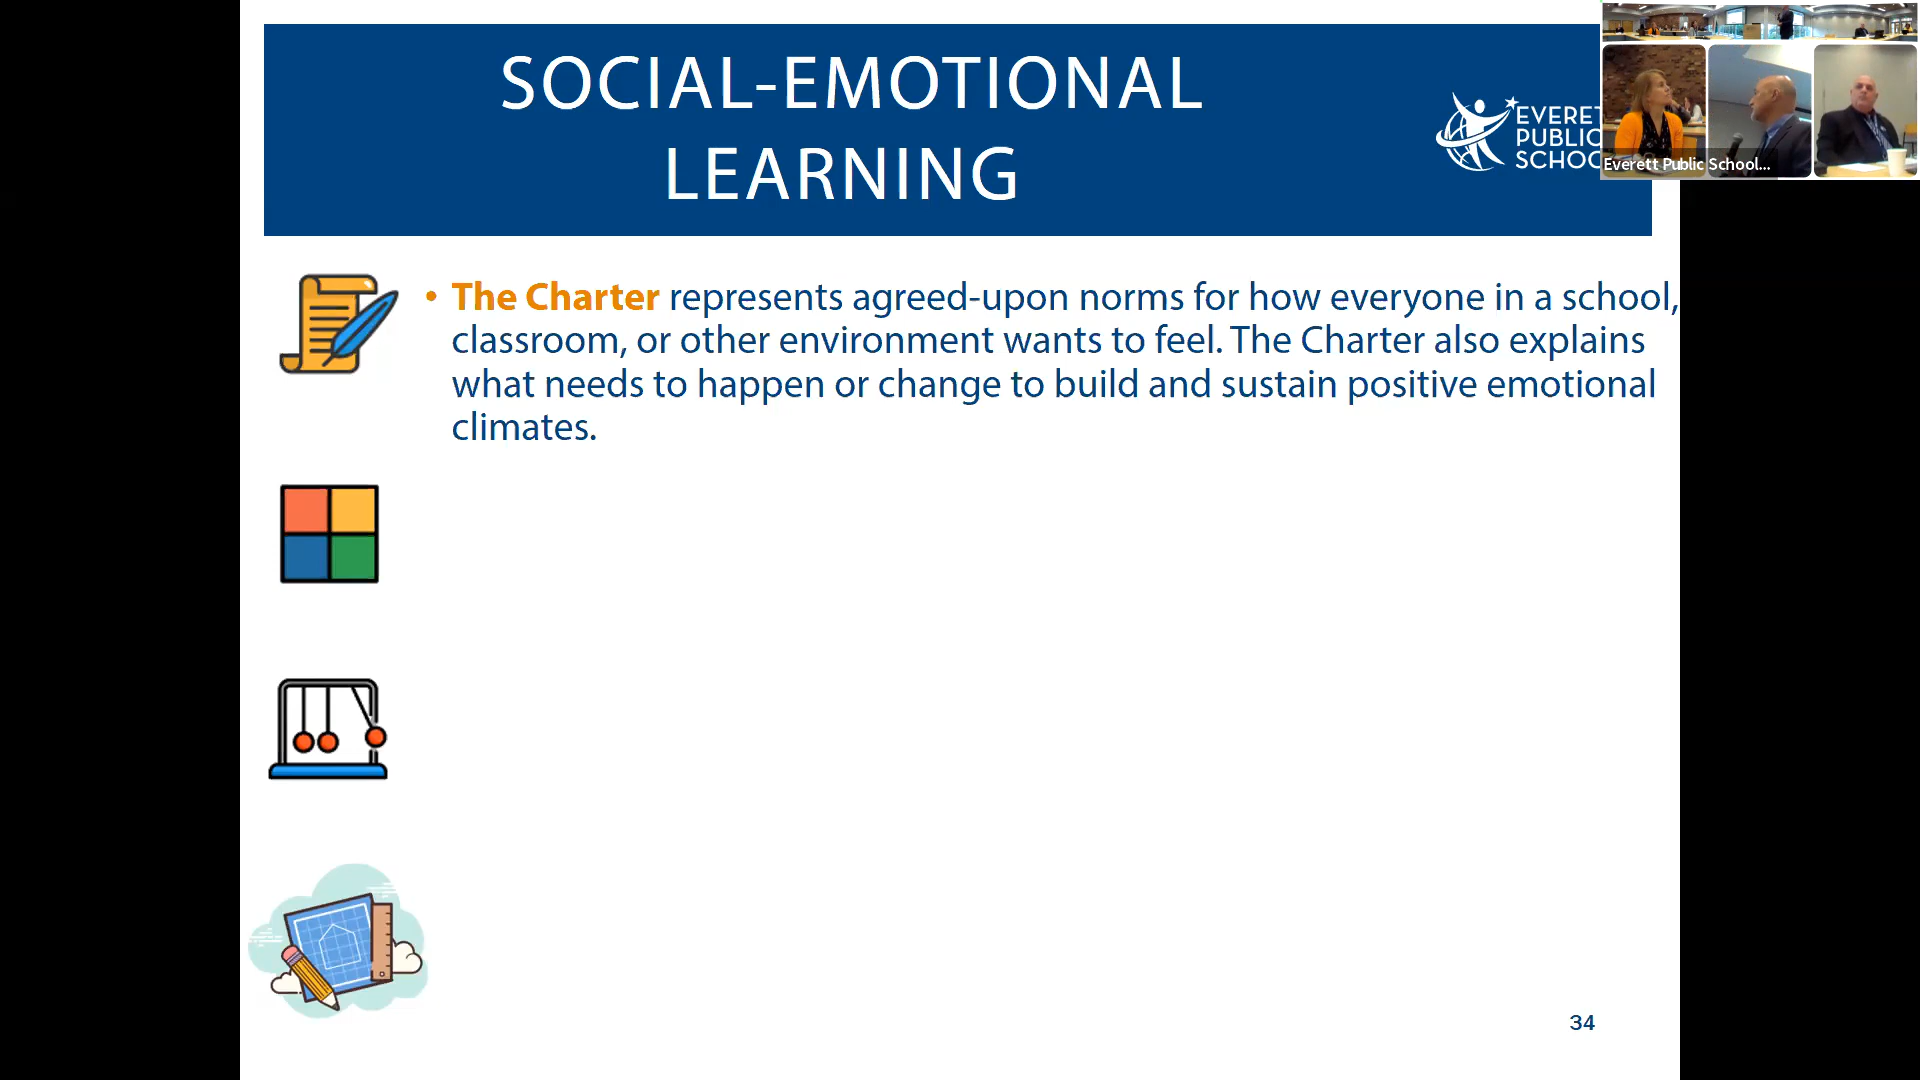 SOCIAL-EMOTIONAL
LEARNING
EVERE
PUBLIC
SCHOO
Everett Public School...
• The Charter represents agreed-upon norms for how everyone in a school,
classroom, or other environment wants to feel. The Charter also explains
what needs to happen or change to build and sustain positive emotional
climates.
34